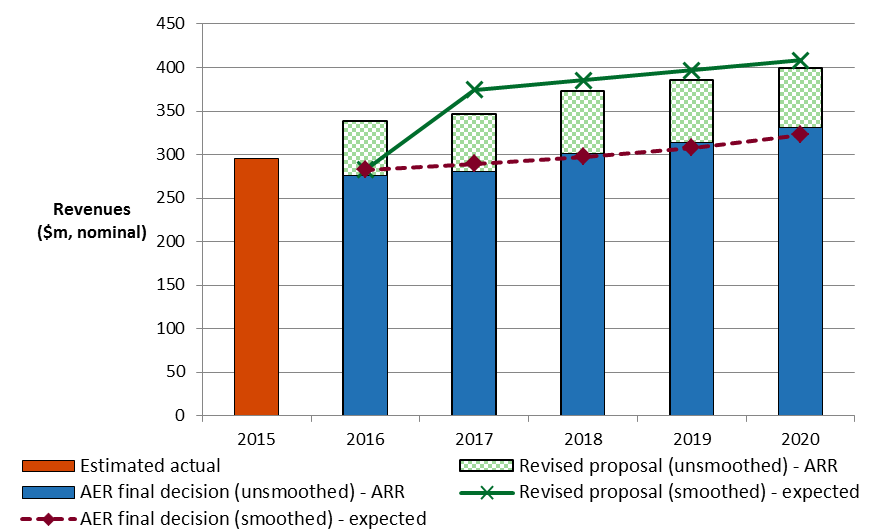 450
400
350
300
250
200
150
100
50
0
Revenues
($m, nominal)
2015 2016 2017 2018 2019 2020
Estimated actual
Revised proposal (unsmoothed) - ARR
AER final decision (unsmoothed) - ARR
Revised proposal (smoothed) - expected
AER final decision (smoothed) - expected